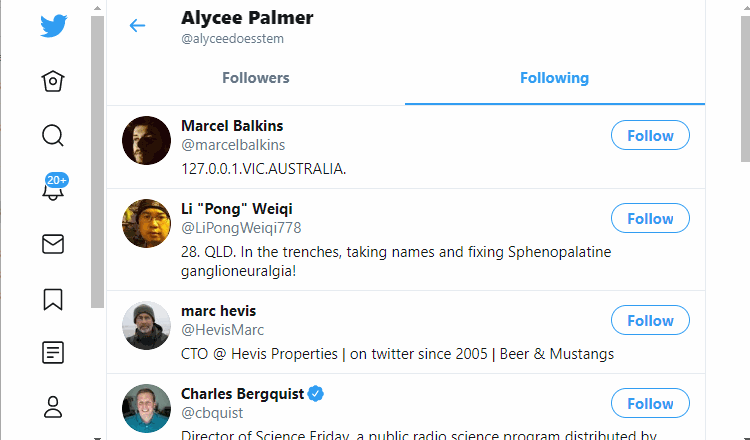 Alycee Palmer
@alyceedoesstem
Followers
Following
Marcel Balkins
@marcelbalkins
Follow
127.0.0.1.VIC.AUSTRALIA.
20+
Li "Pong" Weiqi
@LiPongWeiqi778
Follow
28. QLD. In the trenches, taking names and fixing Sphenopalatine
ganglioneuralgia!
marc hevis
@HevisMarc
Follow
CTO @ Hevis Properties | on twitter since 2005 | Beer & Mustangs
Charles Bergquist
@cbquist
Follow
Director of Science Friday, a public radio science program distributed by